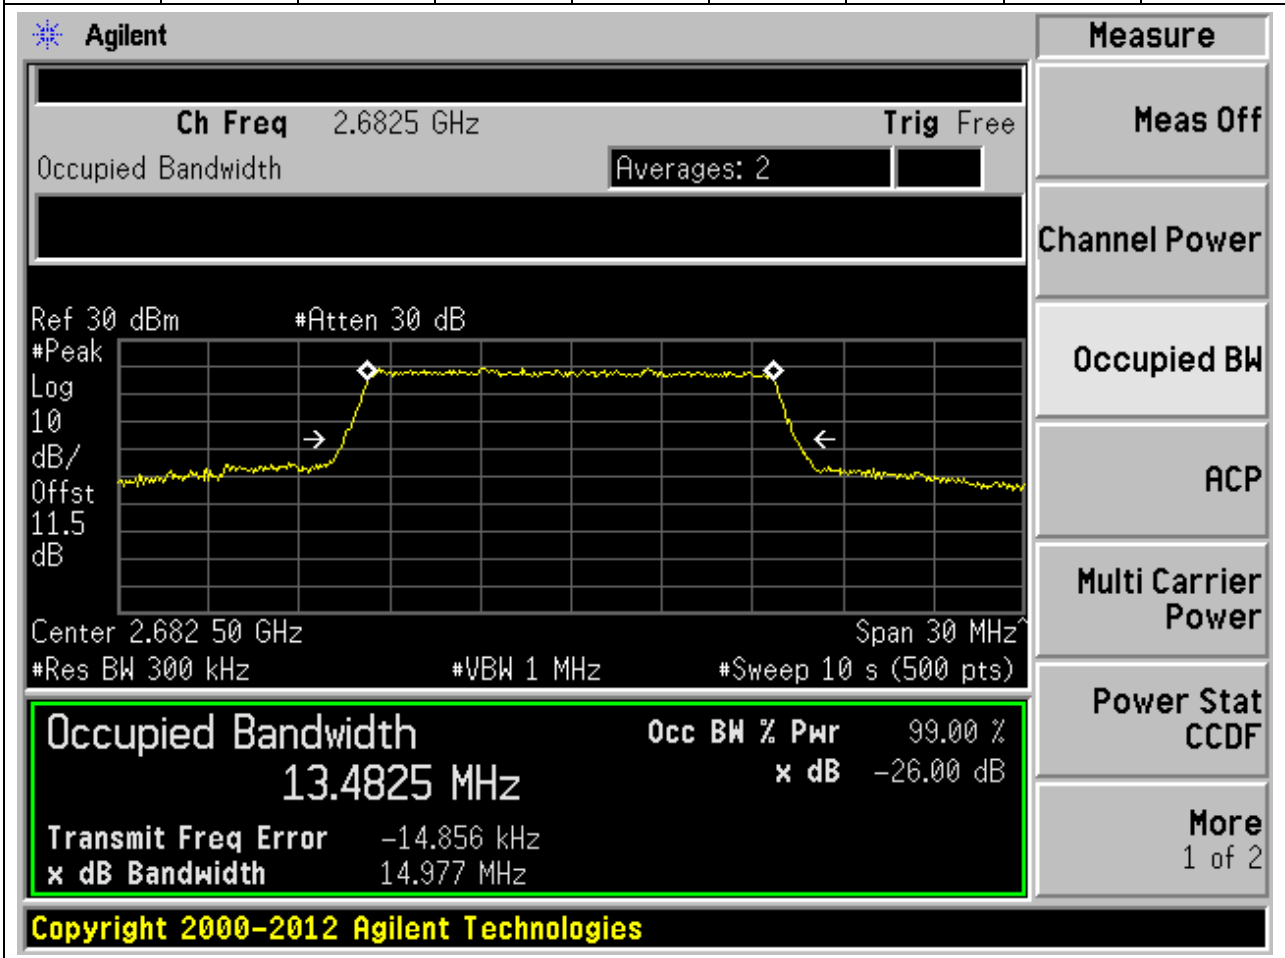 Agilent
Measure
Ch Freq 2.6825 GHz Trig Free
Occupied Bandwidth Averages: 2
Meas Off
Channel Power
Occupied BW
ACP
Multi Carrier
Power
Power Stat
CCDF
More
1 of 2
Ref 30 dBm #Atten 30 dB
#Peak
Log
10
dB/
Offst
11.5
dB
Center 2.682 50 GHz Span 30 MHz^
#Res BW 300 kHz #VBW 1 MHz #Sweep 10 s (500 pts)
Occupied Bandwidth Occ BW % Pwr 99.00 %
13.4825 MHz x dB -26.00 dB
Transmit Freq Error -14.856 kHz
x dB Bandwidth 14.977 MHz
Copyright 2000-2012 Agilent Technologies